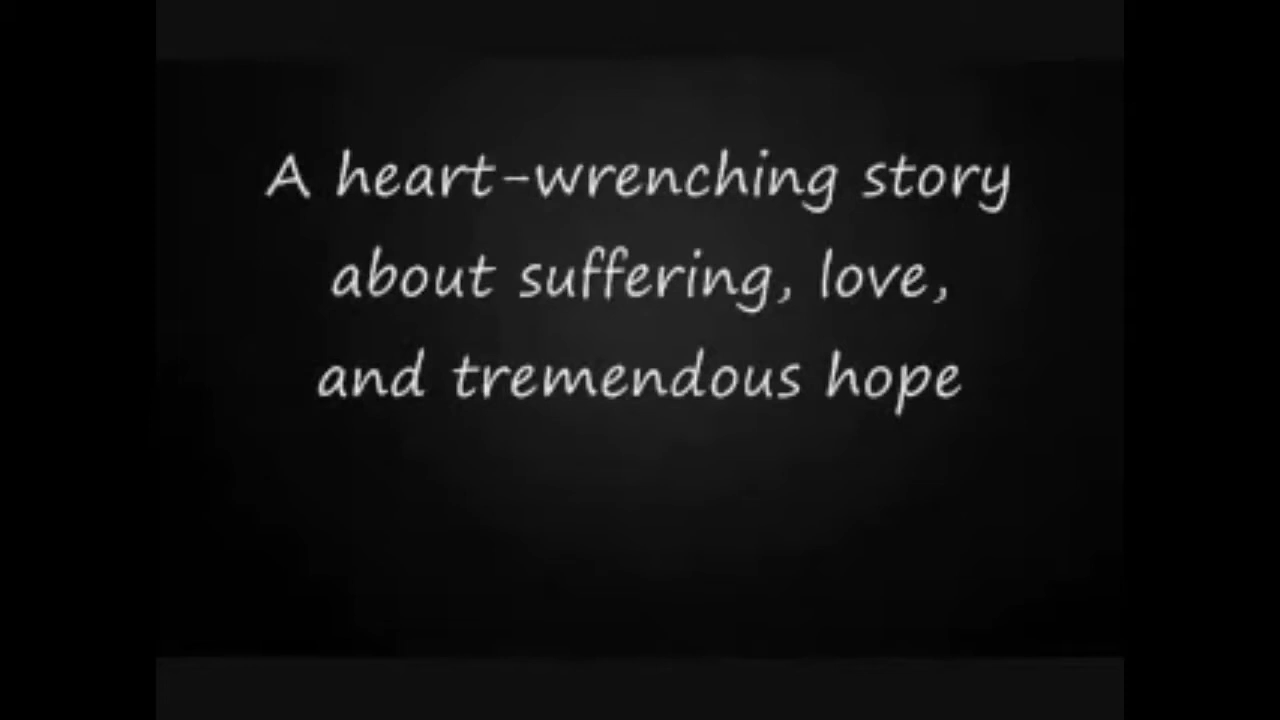 A heart-wrenching story
about suffering, love,
and tremendous hope